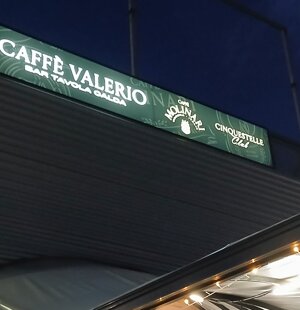 CAFFÈ VALERIO
BAR TAVOLA CALDA
Caffè
MOLINARI
CINQUESTELLE
Club